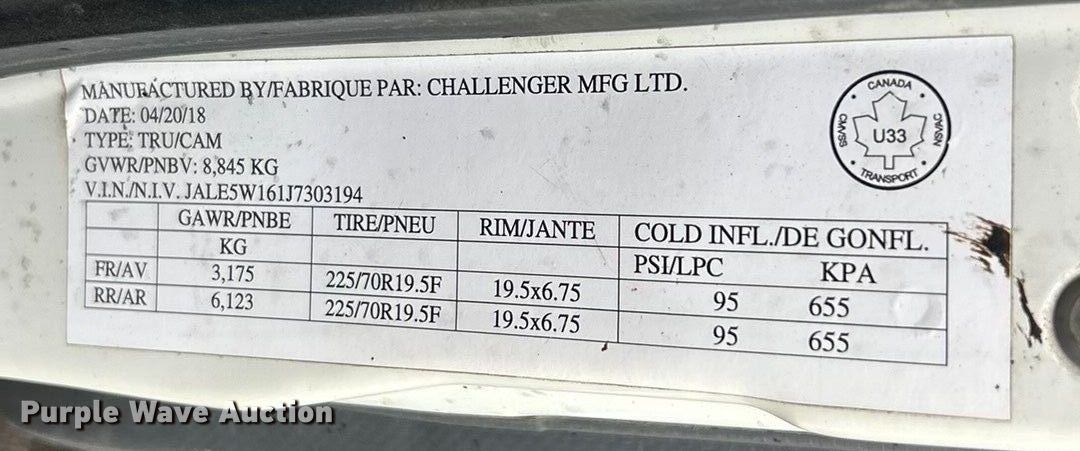 MANUFACTURED BY/FABRIQUE PAR: CHALLENGER MFG LTD.
DATE: 04/20/18
TYPE: TRU/CAM
GVWR/PNBV: 8,845 KG
V.I.N./N.I.V. JALE5W161J7303194
CANADA
CMVSS U33 NSVAC
TRANSPORT
GAWR/PNBE TIRE/PNEU RIM/JANTE COLD INFL./DE GONFL.
KG PSI/LPC KPA
FR/AV 3,175 225/70R19.5F 19.5x6.75 95 655
RR/AR 6,123 225/70R19.5F 19.5x6.75 95 655
Purple Wave Auction